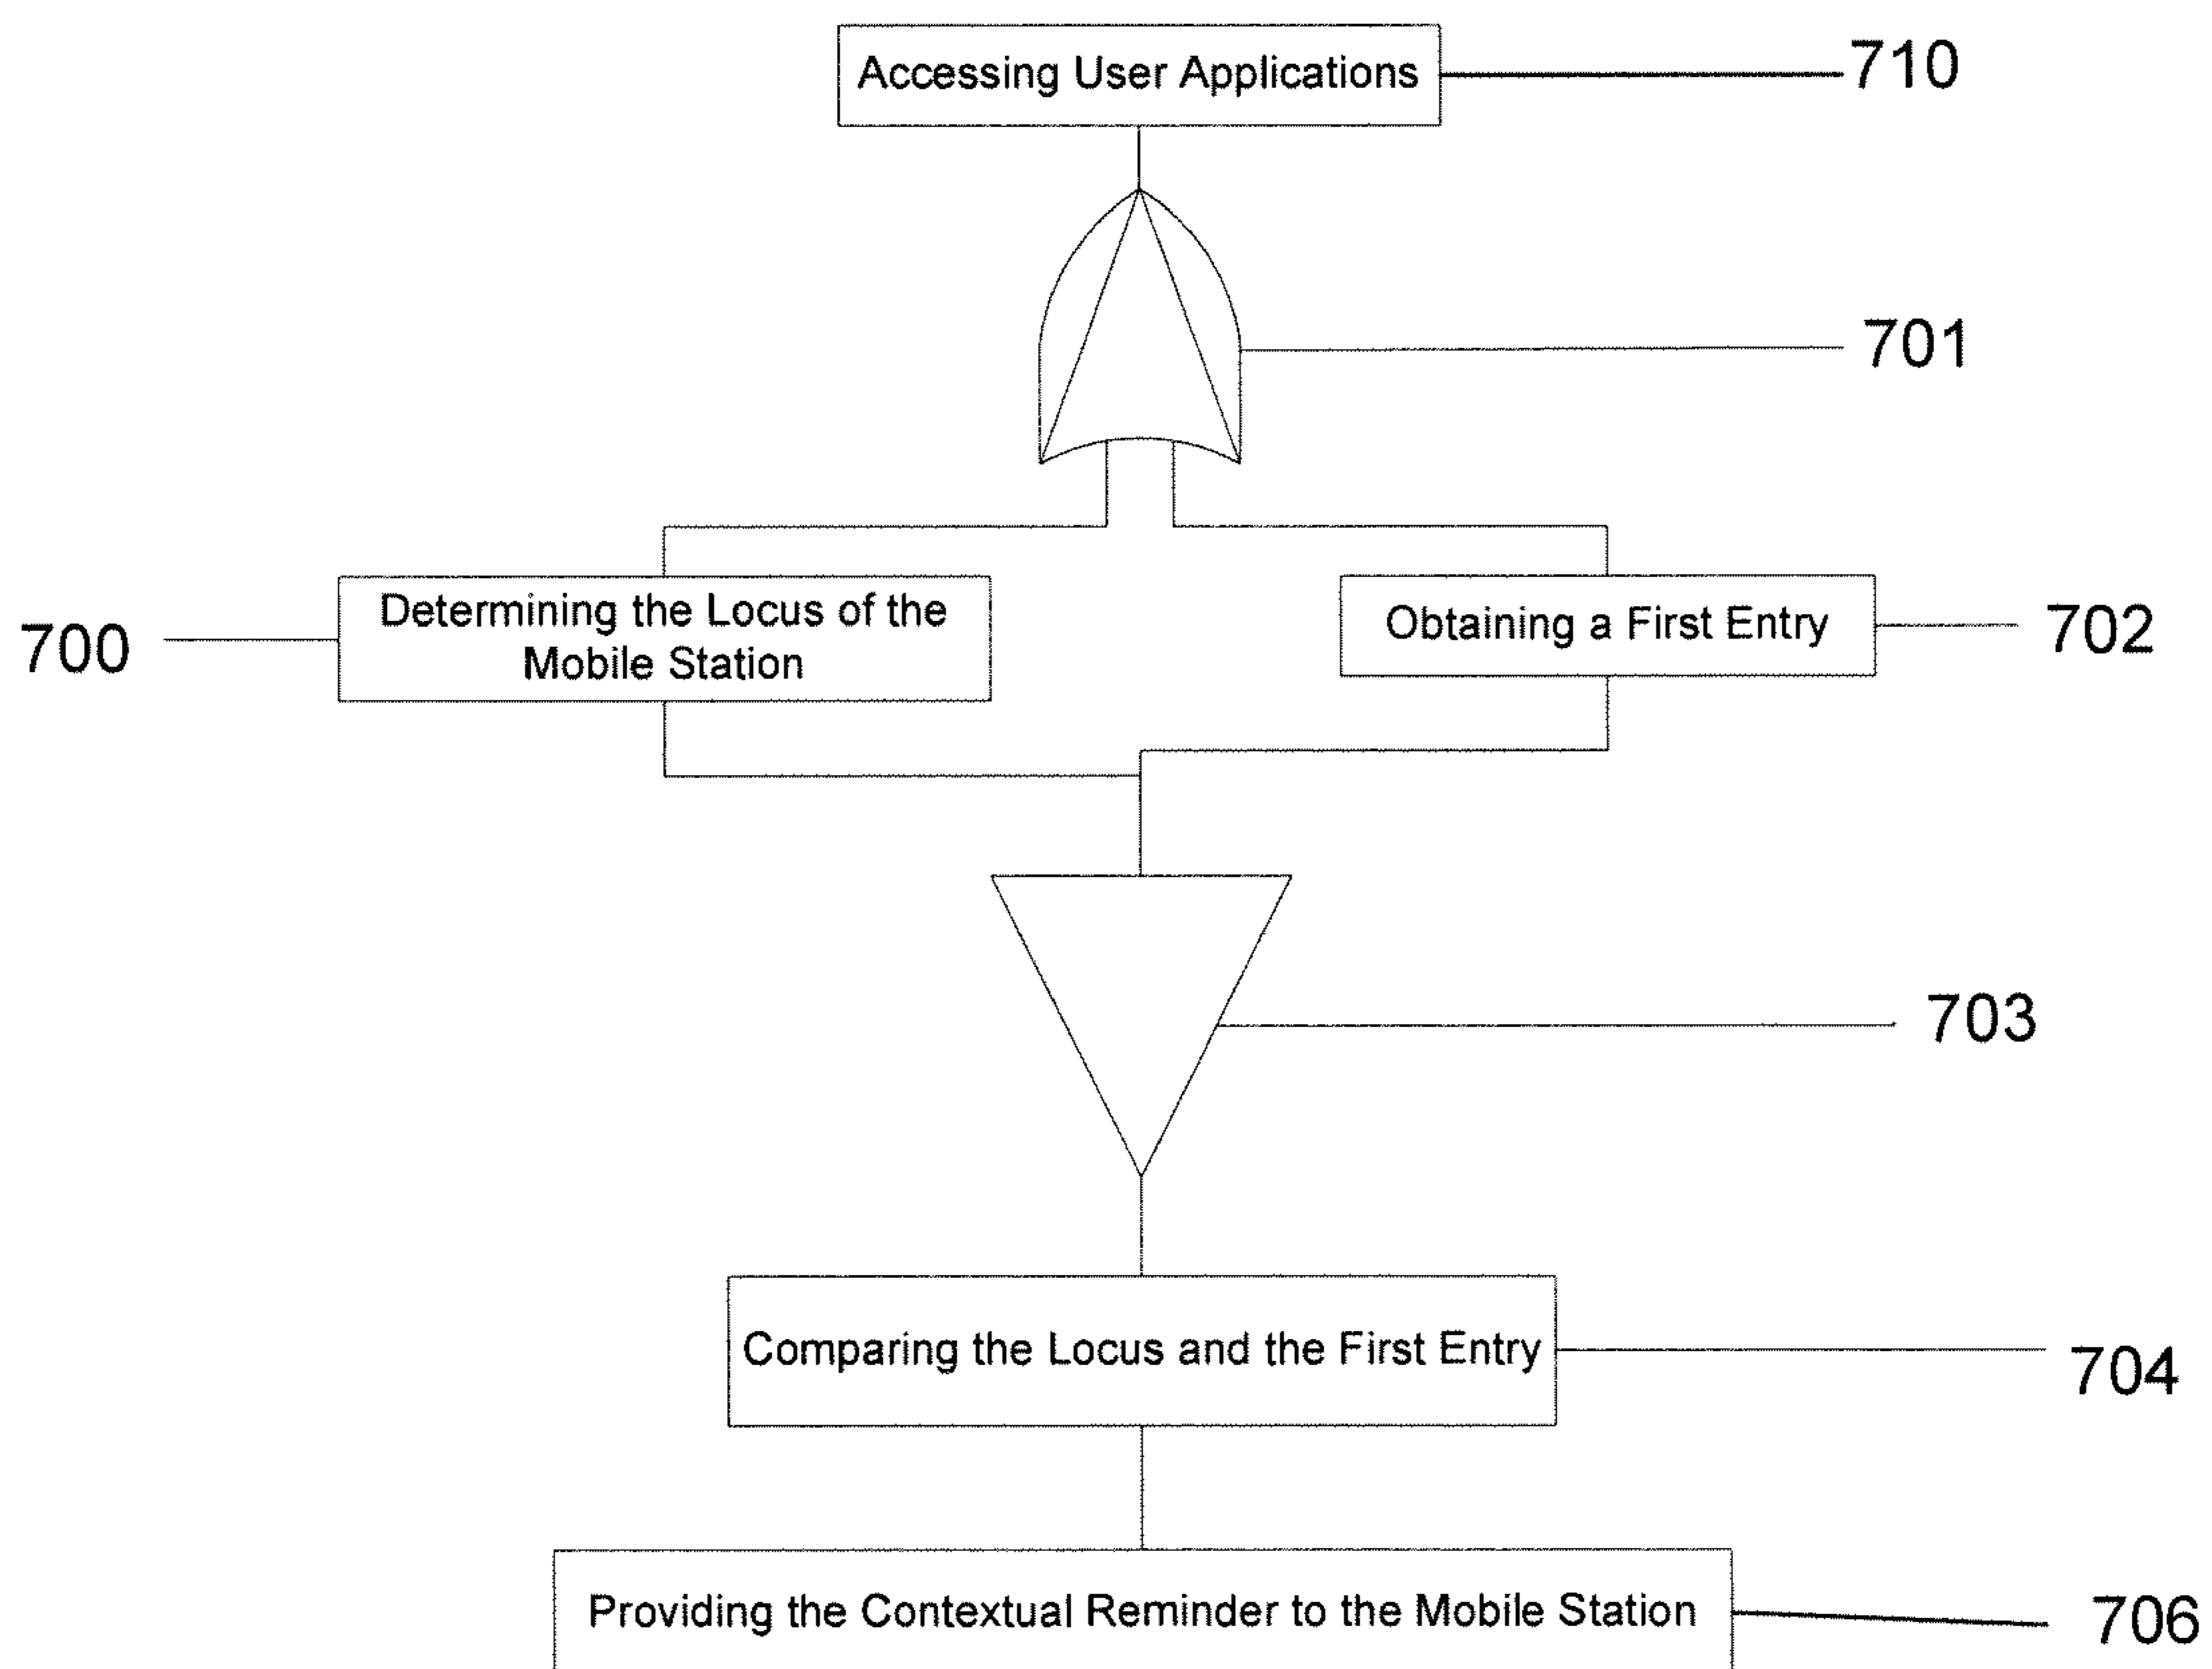 Accessing User Applications
710
701
Determining the Locus of the
Mobile Station
700
Obtaining a First Entry
702
703
Comparing the Locus and the First Entry
704
Providing the Contextual Reminder to the Mobile Station
706